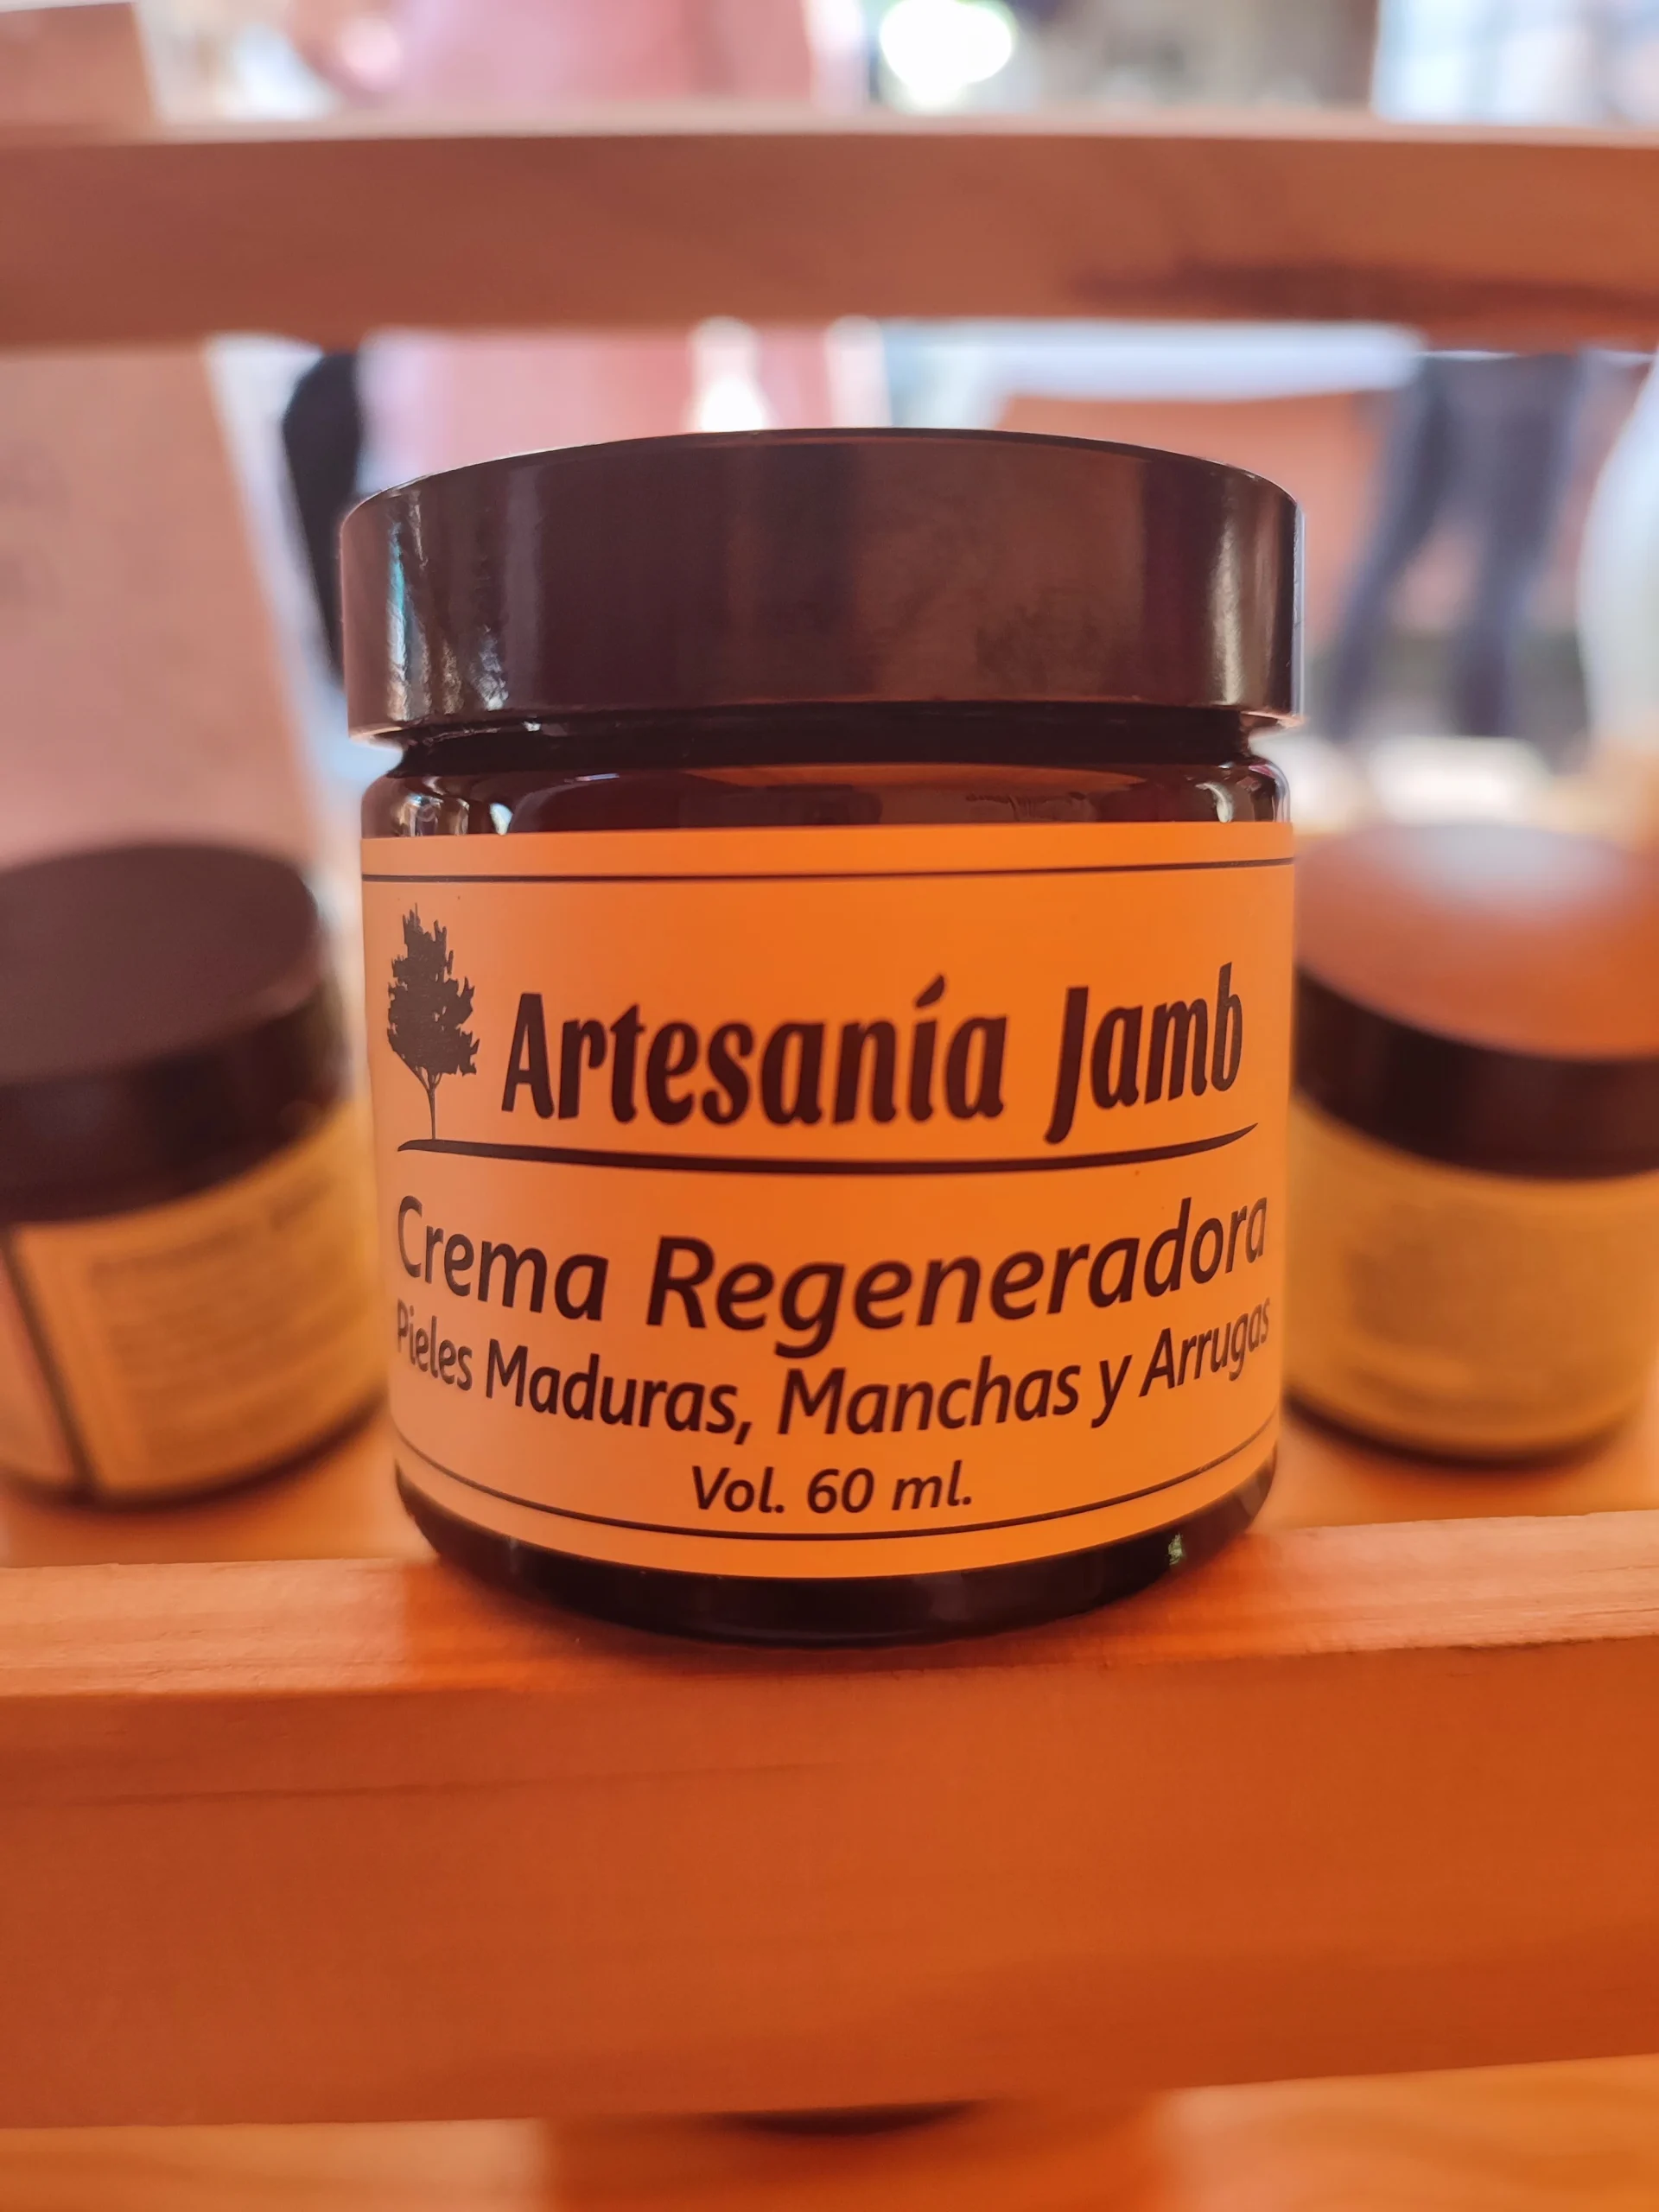 Artesanía Jamb
Crema Regeneradora
Pieles Maduras, Manchas y Arrugas
Vol. 60 ml.